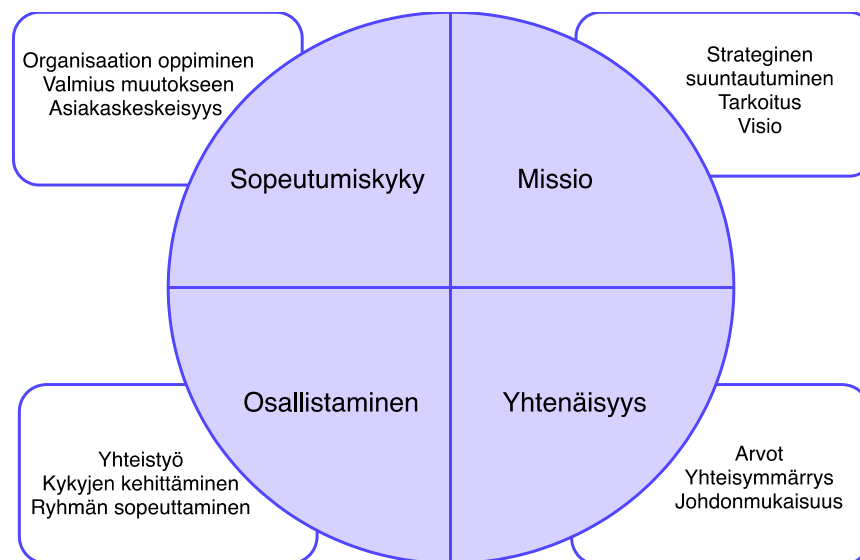 Organisaation oppiminen
Valmius muutokseen
Asiakaskeskeisyys
Strateginen
suuntautuminen
Tarkoitus
Visio
Sopeutumiskyky
Missio
Osallistaminen
Yhtenäisyys
Yhteistyö
Kykyjen kehittäminen
Ryhmän sopeuttaminen
Arvot
Yhteisymmärrys
Johdonmukaisuus